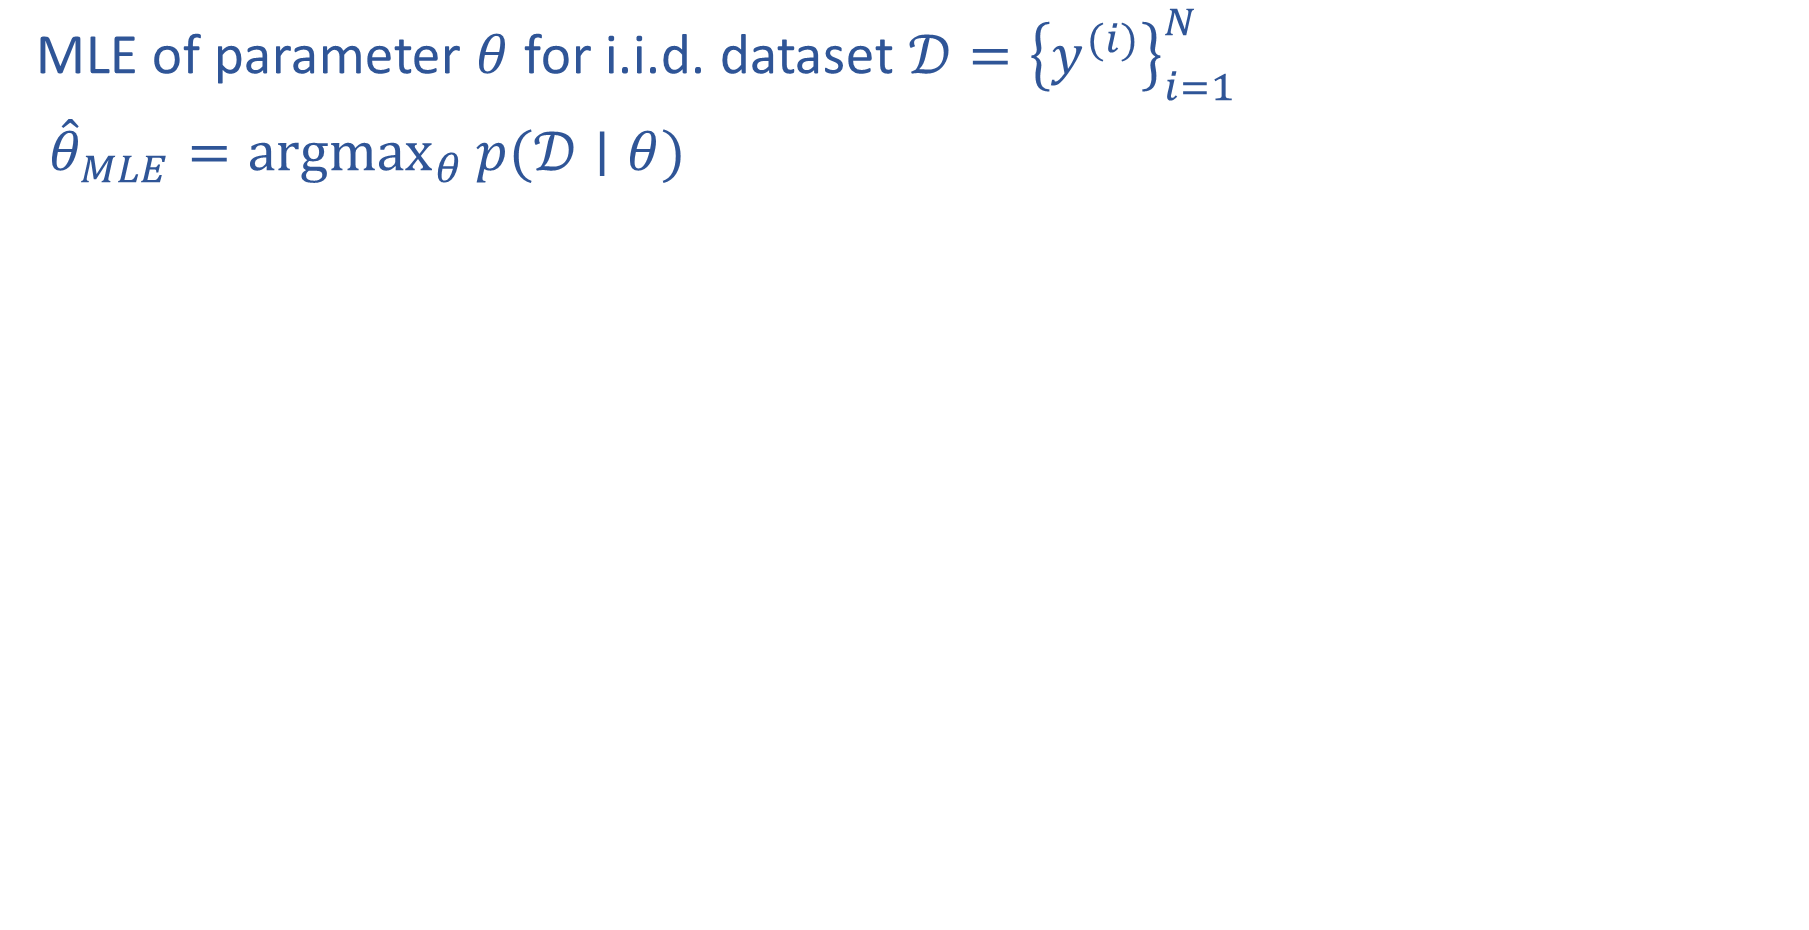 MLE of parameter θ for i.i.d. dataset 𝒟 = {y^(i)}_{i=1}^N
θ̂_MLE = argmax_θ p(𝒟 | θ)